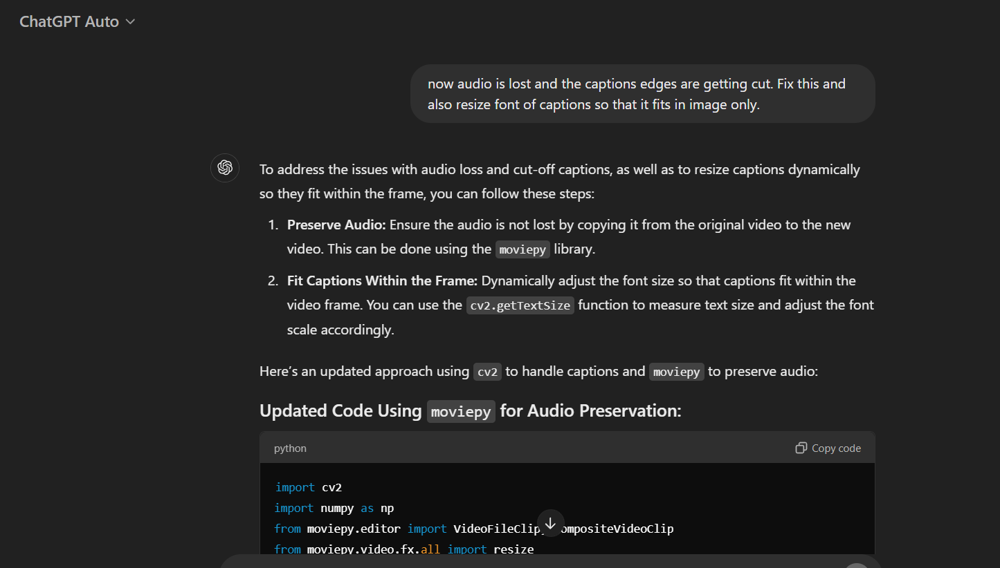 ChatGPT Auto
now audio is lost and the captions edges are getting cut. Fix this and
also resize font of captions so that it fits in image only.
To address the issues with audio loss and cut-off captions, as well as to resize captions dynamically
so they fit within the frame, you can follow these steps:
1. Preserve Audio: Ensure the audio is not lost by copying it from the original video to the new
video. This can be done using the moviepy library.
2. Fit Captions Within the Frame: Dynamically adjust the font size so that captions fit within the
video frame. You can use the cv2.getTextSize function to measure text size and adjust the font
scale accordingly.
Here’s an updated approach using cv2 to handle captions and moviepy to preserve audio:
Updated Code Using moviepy for Audio Preservation:
python
Copy code
import cv2
import numpy as np
from moviepy.editor import VideoFileClip, CompositeVideoClip
from moviepy.video.fx.all import resize